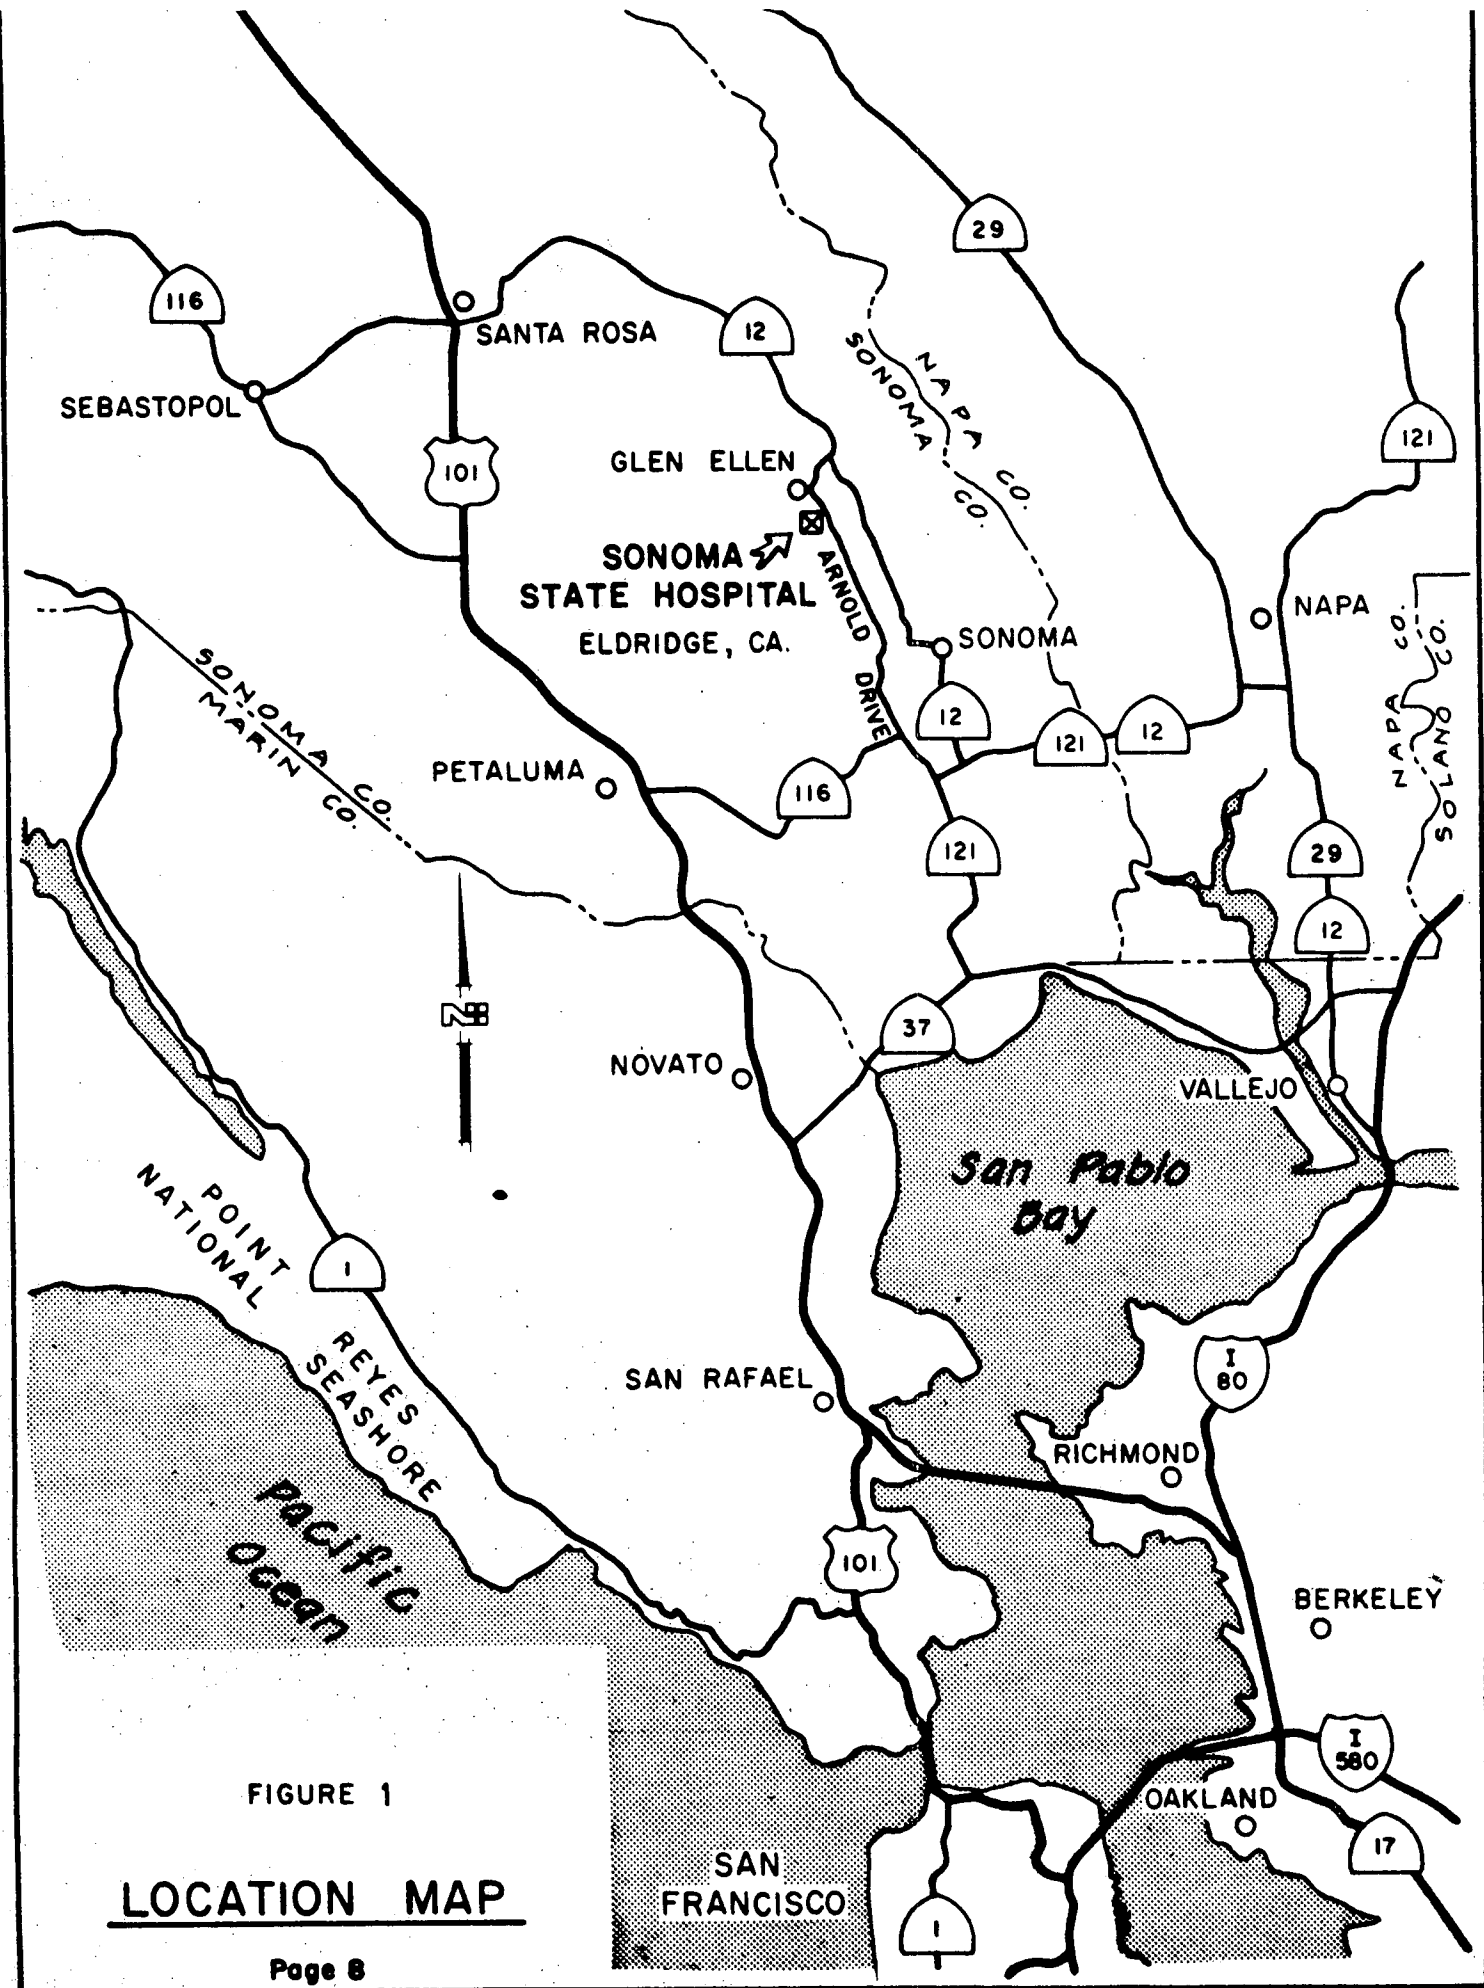 29
116
SANTA ROSA
12
SEBASTOPOL
NAPA CO.
SONOMA CO.
121
GLEN ELLEN
101
SONOMA
STATE HOSPITAL
ELDRIDGE, CA.
ARNOLD DRIVE
NAPA
SONOMA
NAPA CO.
SOLANO CO.
SONOMA CO.
MARIN CO.
12
121
12
PETALUMA
116
121
29
12
N
37
NOVATO
VALLEJO
San Pablo
Bay
POINT
NATIONAL
1
REYES
SEASHORE
I
80
SAN RAFAEL
RICHMOND
Pacific
Ocean
101
BERKELEY
I
580
FIGURE 1
OAKLAND
17
SAN
FRANCISCO
LOCATION MAP
1
Page 8